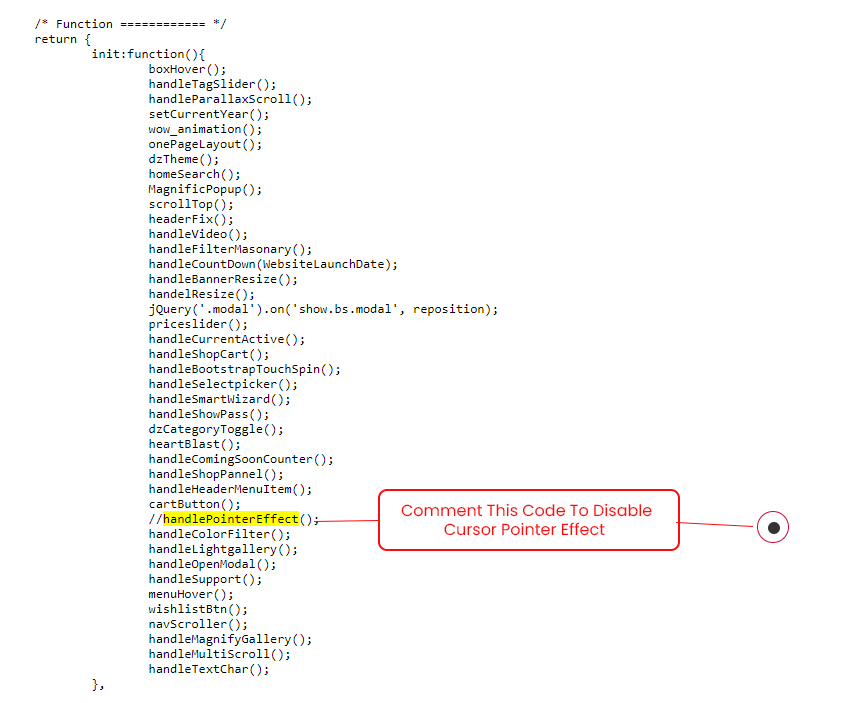 /* Function ============ */
return {
init:function(){
boxHover();
handleTagSlider();
handleParallaxScroll();
setCurrentYear();
wow_animation();
onePageLayout();
dzTheme();
homeSearch();
MagnificPopup();
scrollTop();
headerFix();
handleVideo();
handleFilterMasonary();
handleCountDown(WebsiteLaunchDate);
handleBannerResize();
handelResize();
jQuery('.modal').on('show.bs.modal', reposition);
priceslider();
handleCurrentActive();
handleShopCart();
handleBootstrapTouchSpin();
handleSelectpicker();
handleSmartWizard();
handleShowPass();
dzCategoryToggle();
heartBlast();
handleComingSoonCounter();
handleShopPannel();
handleHeaderMenuItem();
cartButton();
//handlePointerEffect();
Comment This Code To Disable
Cursor Pointer Effect
handleColorFilter();
handleLightgallery();
handleOpenModal();
handleSupport();
menuHover();
wishlistBtn();
navScroller();
handleMagnifyGallery();
handleMultiScroll();
handleTextChar();
},